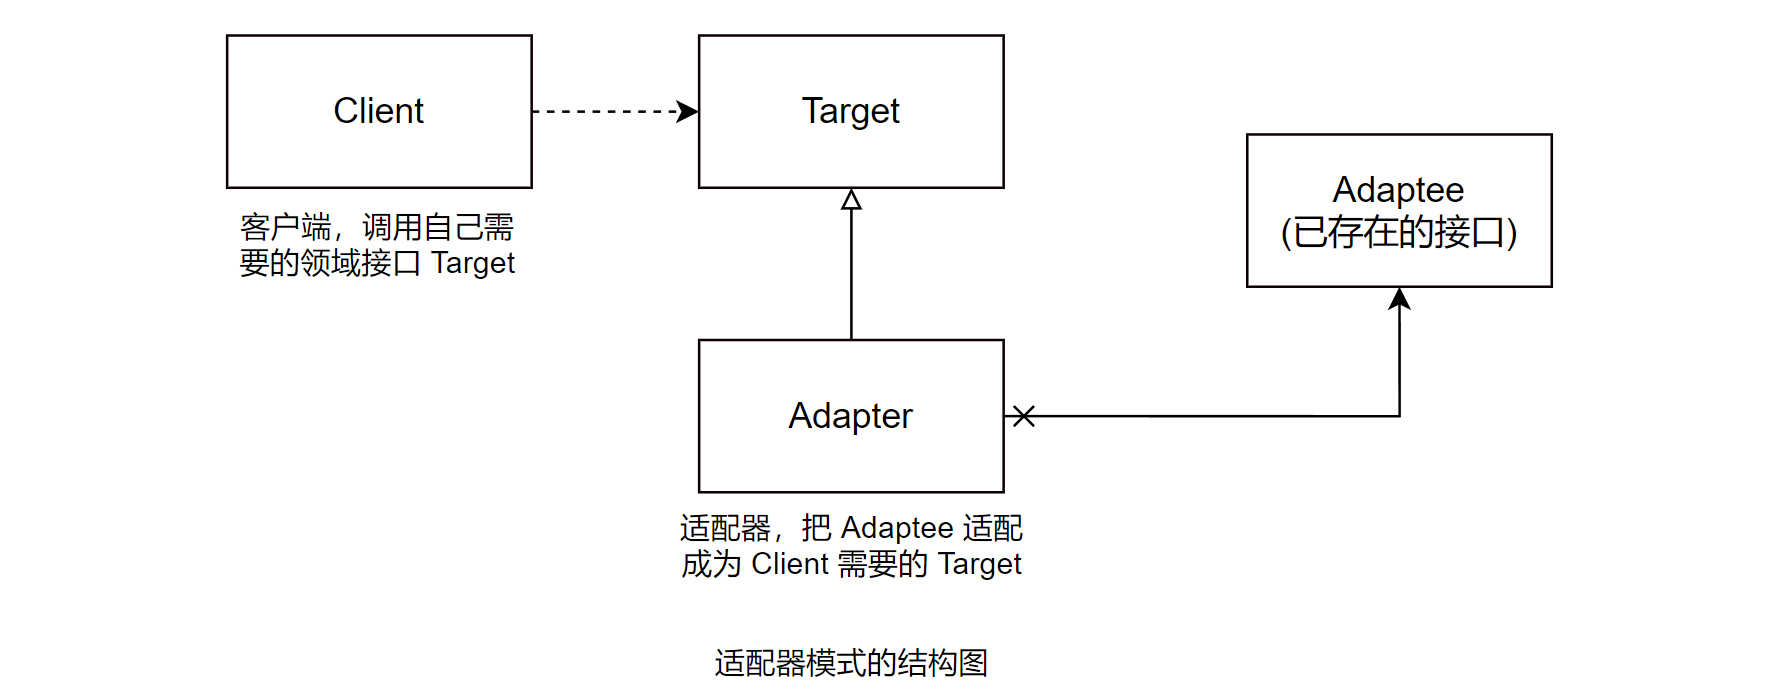 Client
Target
Adaptee
(已存在的接口)
客户端，调用自己需
要的领域接口 Target
Adapter
适配器，把 Adaptee 适配
成为 Client 需要的 Target
适配器模式的结构图